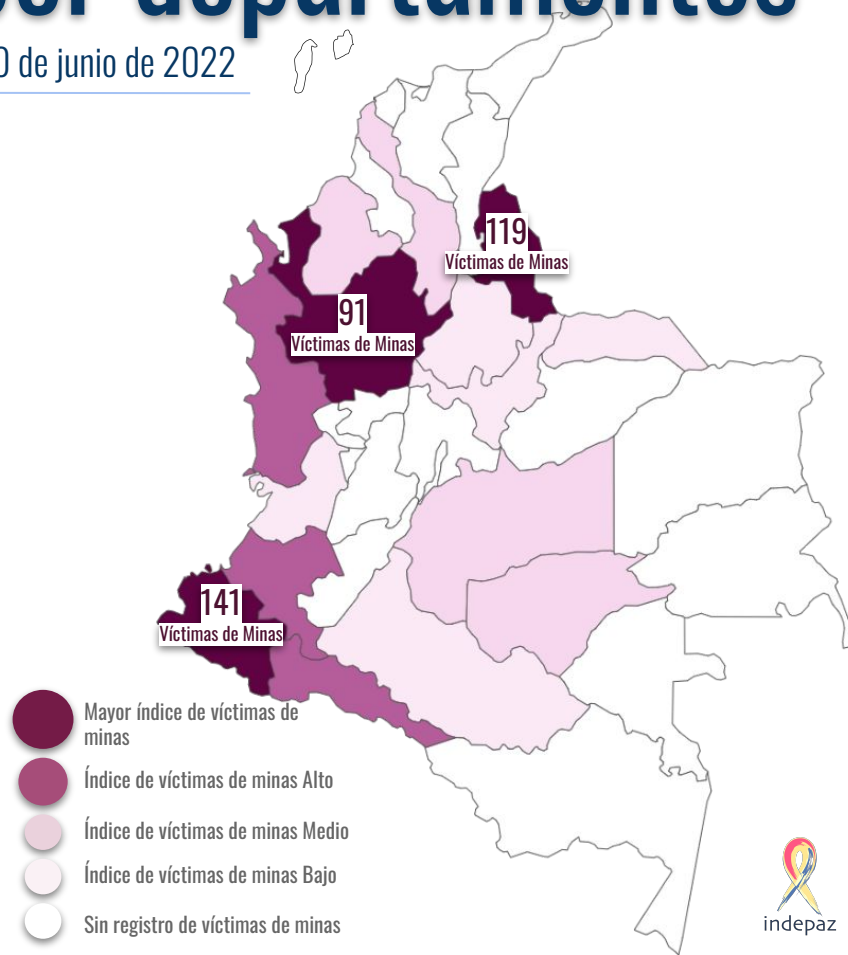 por departamentos
0 de junio de 2022
119
Víctimas de Minas
91
Víctimas de Minas
141
Víctimas de Minas
Mayor índice de víctimas de
minas
Índice de víctimas de minas Alto
Índice de víctimas de minas Medio
Índice de víctimas de minas Bajo
Sin registro de víctimas de minas
indepaz